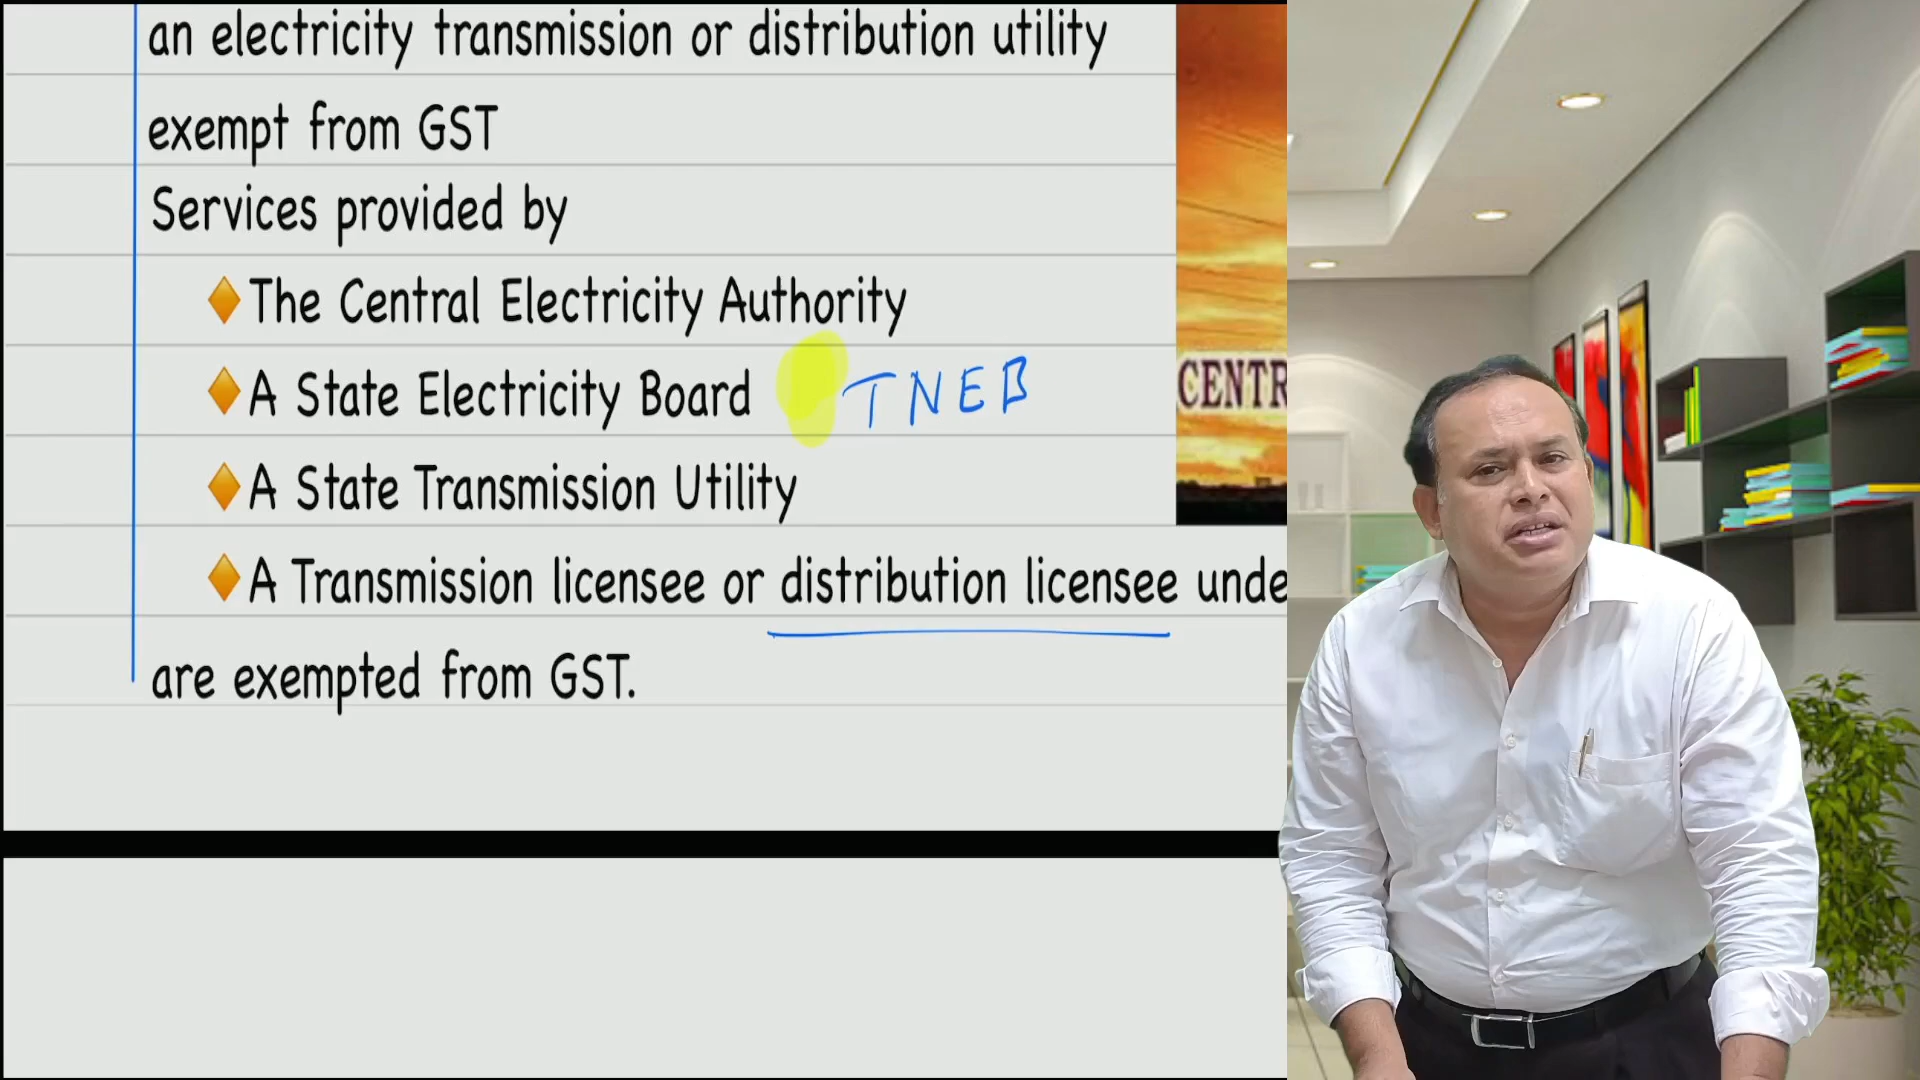 an electricity transmission or distribution utility
exempt from GST
Services provided by
The Central Electricity Authority
A State Electricity Board TNEB
A State Transmission Utility
A Transmission licensee or distribution licensee unde
are exempted from GST.
CENTR